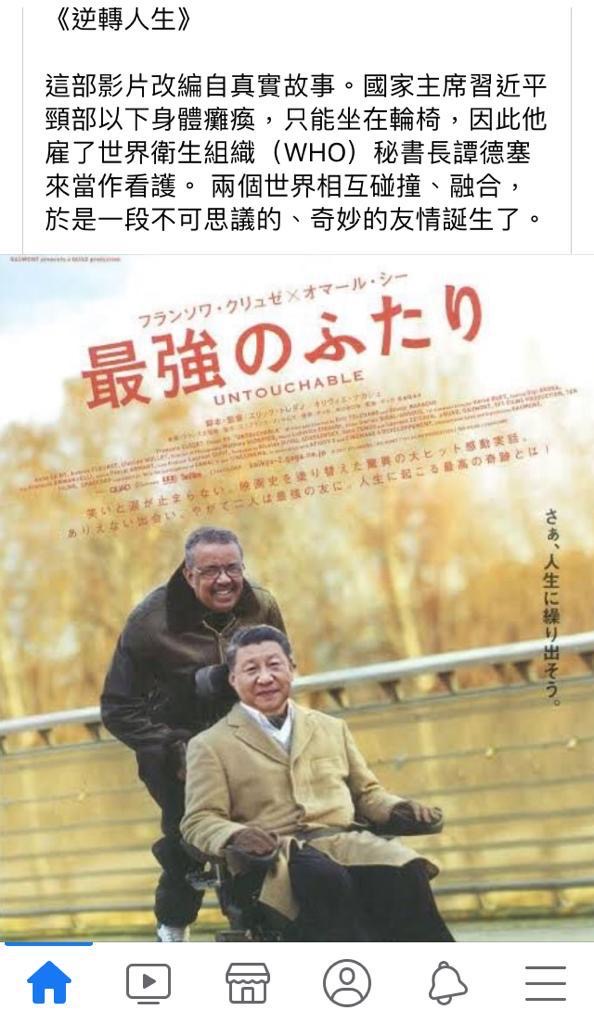 《逆轉人生》
這部影片改編自真實故事。國家主席習近平
頸部以下身體癱瘓，只能坐在輪椅，因此他
雇了世界衛生組織（WHO）秘書長譚德塞
來當作看護。 兩個世界相互碰撞、融合，
於是一段不可思議的、奇妙的友情誕生了。
フランソワ・クリュゼ×オマール・シー
最強のふたり
UNTOUCHABLE
笑いと涙が止まらない。映画史を塗り替えた驚異の大ヒット感動実話。
ありえない出会い。やがて二人は最強の友に。人生に起こる最高の奇跡とは！
さぁ、人生に繰り出そう。